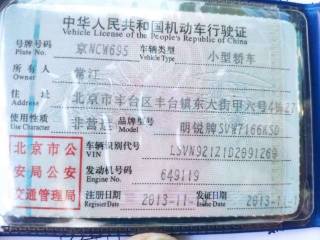 中华人民共和国机动车行驶证
Vehicle License of the People's Republic of China
号牌号码 京NCW695 车辆类型 小型轿车
Plate No. Vehicle Type
所有人 常江
Owner
住址 北京市丰台区丰台镇东大街甲六号4楼27
Address
使用性质 非营运 品牌型号 明锐牌SVW7166KSD
Use Character Model
北京市公 车辆识别代号
VIN
安局公安 发动机号码 649119
Engine No.
交通管理局 注册日期 2013-11- 发证日期 2013-11-
Register Date Issue Date